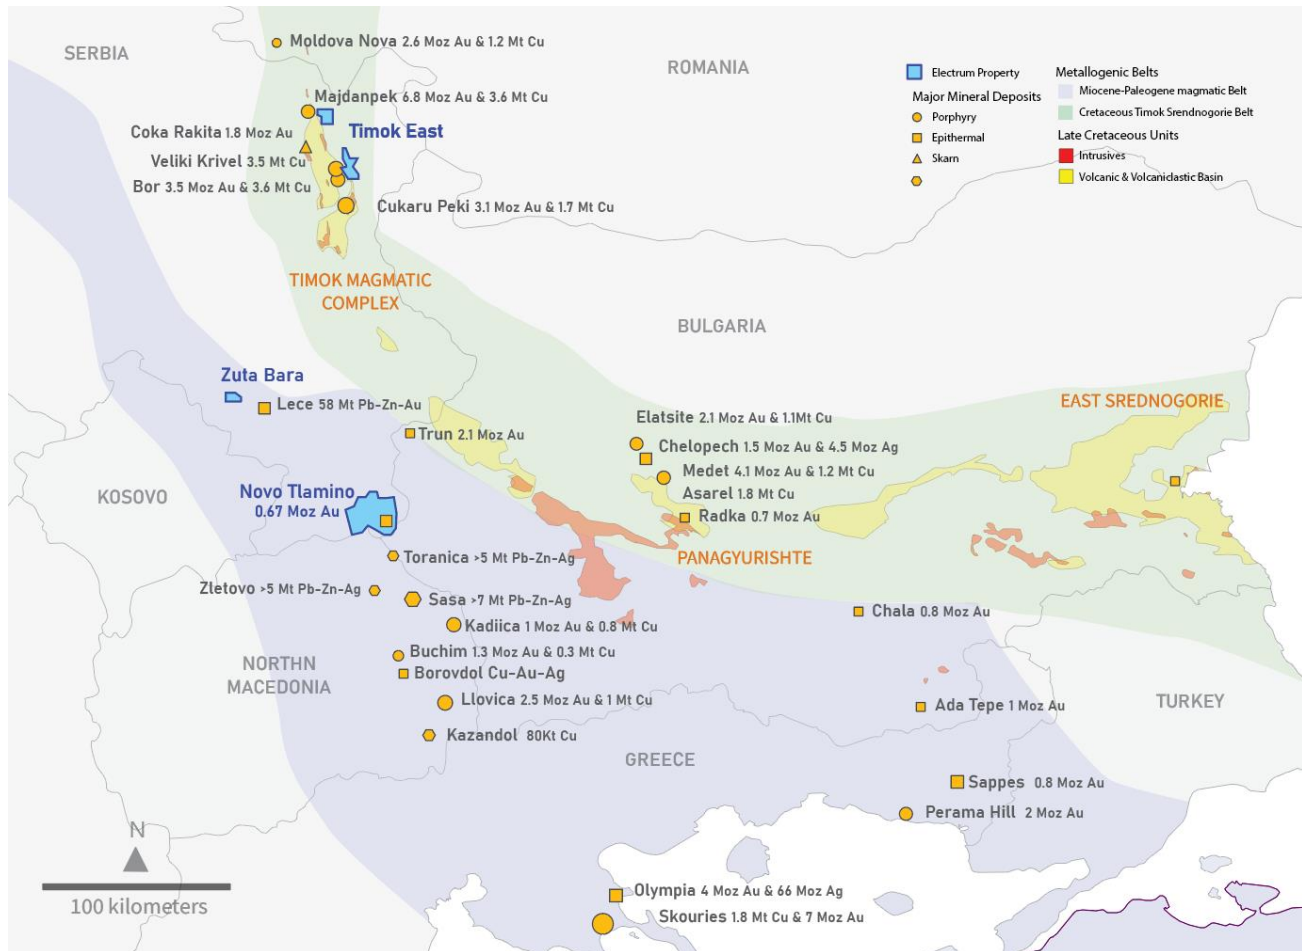 SERBIA
Moldova Nova 2.6 Moz Au & 1.2 Mt Cu
ROMANIA
Majdanpek 6.8 Moz Au & 3.6 Mt Cu
Coka Rakita 1.8 Moz Au
Timok East
Veliki Krivel 3.5 Mt Cu
Bor 3.5 Moz Au & 3.6 Mt Cu
Cukaru Peki 3.1 Moz Au & 1.7 Mt Cu
Electrum Property
Major Mineral Deposits
Porphyry
Epithermal
Skarn
Metallogenic Belts
Miocene-Paleogene magmatic Belt
Cretaceous Timok Srendnogorie Belt
Late Cretaceous Units
Intrusives
Volcanic & Volcaniclastic Basin
TIMOK MAGMATIC
COMPLEX
BULGARIA
Zuta Bara
Lece 58 Mt Pb-Zn-Au
Trun 2.1 Moz Au
Elatsite 2.1 Moz Au & 1.1Mt Cu
Chelopech 1.5 Moz Au & 4.5 Moz Ag
Medet 4.1 Moz Au & 1.2 Mt Cu
Asarel 1.8 Mt Cu
Radka 0.7 Moz Au
EAST SREDNOGORIE
KOSOVO
Novo Tlamino
0.67 Moz Au
PANAGYURISHTE
Toranica >5 Mt Pb-Zn-Ag
Zletovo >5 Mt Pb-Zn-Ag
Sasa >7 Mt Pb-Zn-Ag
Kadiica 1 Moz Au & 0.8 Mt Cu
Chala 0.8 Moz Au
Buchim 1.3 Moz Au & 0.3 Mt Cu
Borovdol Cu-Au-Ag
NORTHN
MACEDONIA
Llovica 2.5 Moz Au & 1 Mt Cu
Ada Tepe 1 Moz Au
TURKEY
Kazandol 80Kt Cu
GREECE
Sappes 0.8 Moz Au
Perama Hill 2 Moz Au
N
100 kilometers
Olympia 4 Moz Au & 66 Moz Ag
Skouries 1.8 Mt Cu & 7 Moz Au